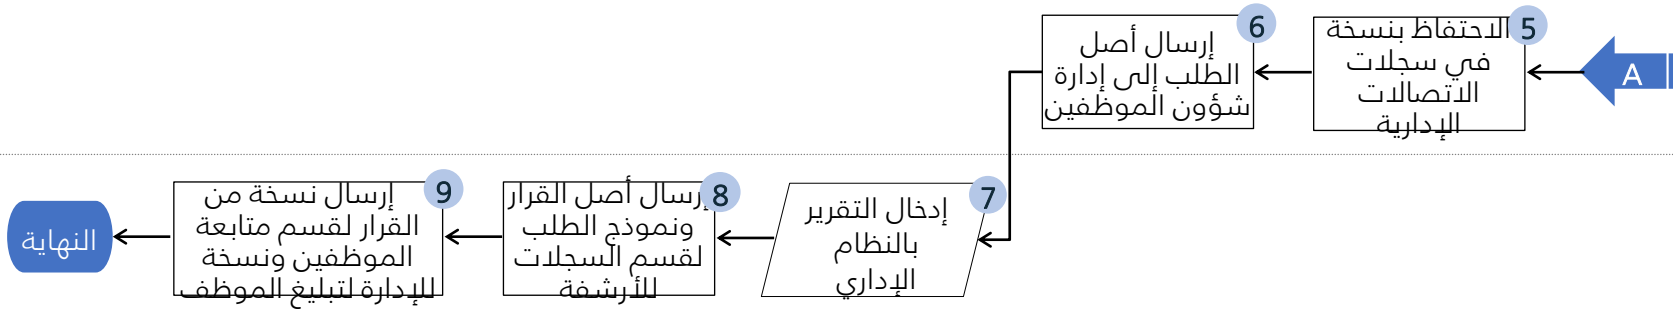 A
5
الاحتفاظ بنسخة
في سجلات
الاتصالات
الإدارية
6
إرسال أصل
الطلب إلى إدارة
شؤون الموظفين
7
إدخال التقرير
بالنظام
الإداري
8
إرسال أصل القرار
ونموذج الطلب
لقسم السجلات
للأرشفة
9
إرسال نسخة من
القرار لقسم متابعة
الموظفين ونسخة
للإدارة لتبليغ الموظف
النهاية